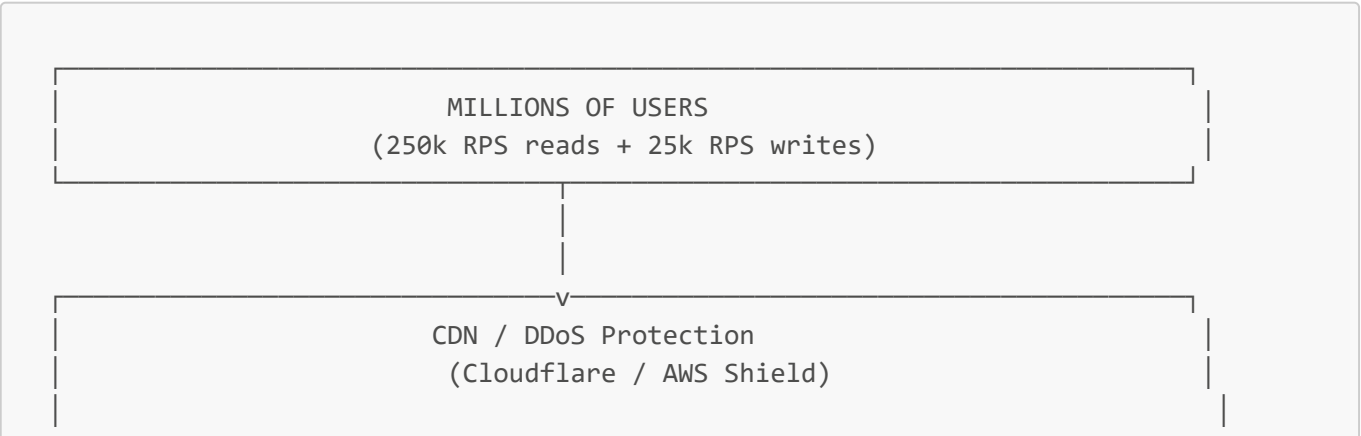 MILLIONS OF USERS
(250k RPS reads + 25k RPS writes)
v
CDN / DDoS Protection
(Cloudflare / AWS Shield)